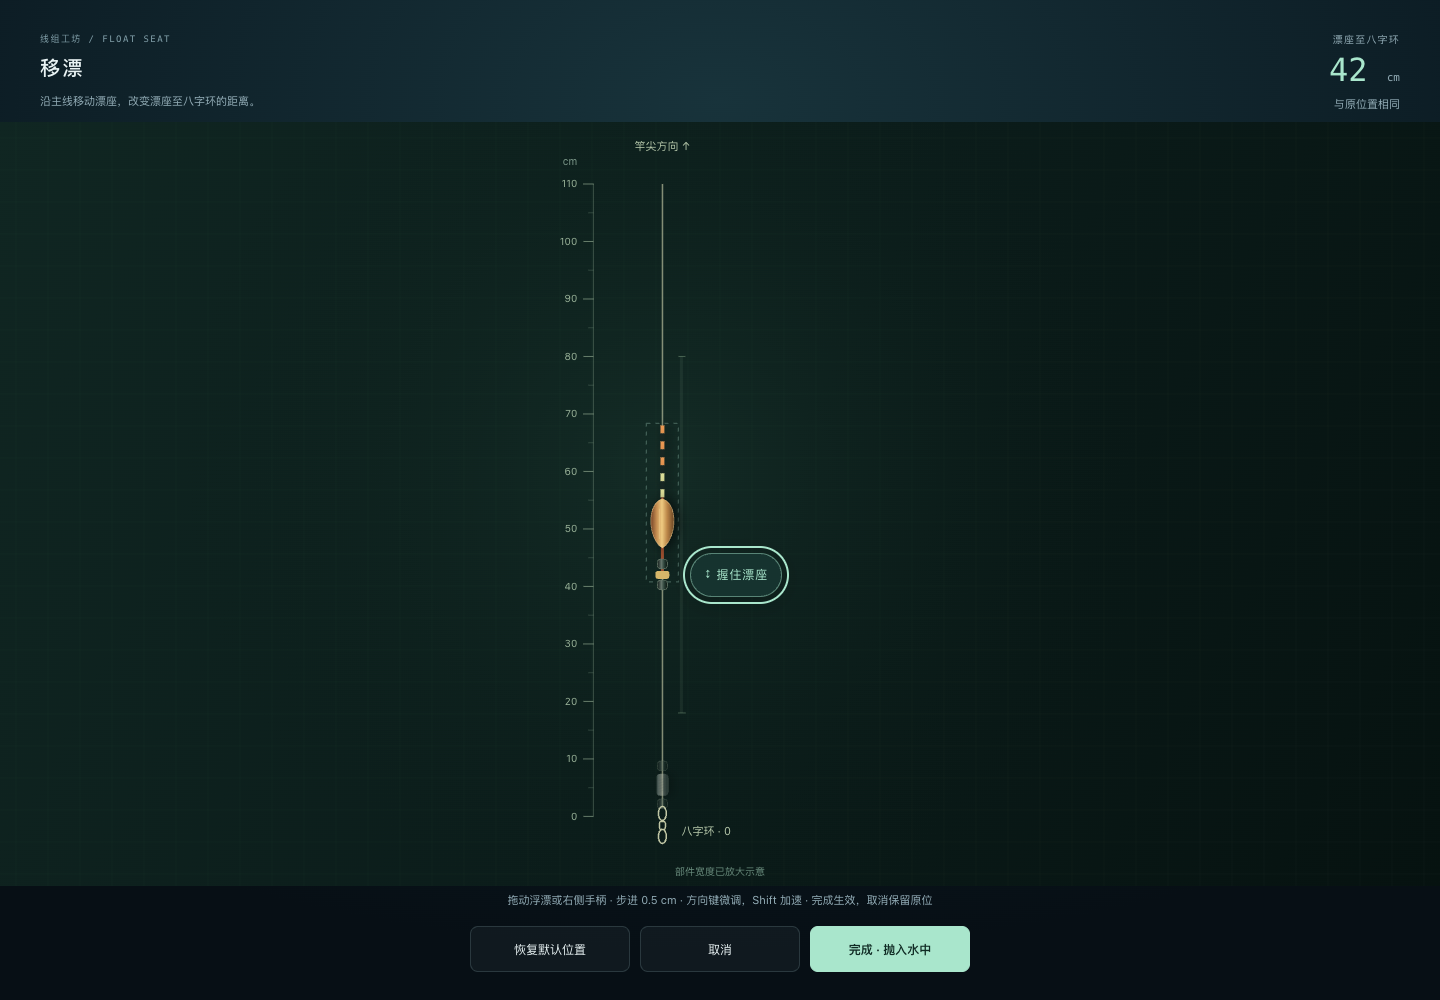 线组工坊 / FLOAT SEAT
移漂
沿主线移动漂座，改变漂座至八字环的距离。
漂座至八字环
42 cm
与原位置相同
竿尖方向 ↑
cm
110
100
90
80
70
60
50
↕ 握住漂座
40
30
20
10
0
八字环 · 0
部件宽度已放大示意
拖动浮漂或右侧手柄 · 步进 0.5 cm · 方向键微调，Shift 加速 · 完成生效，取消保留原位
恢复默认位置
取消
完成 · 抛入水中